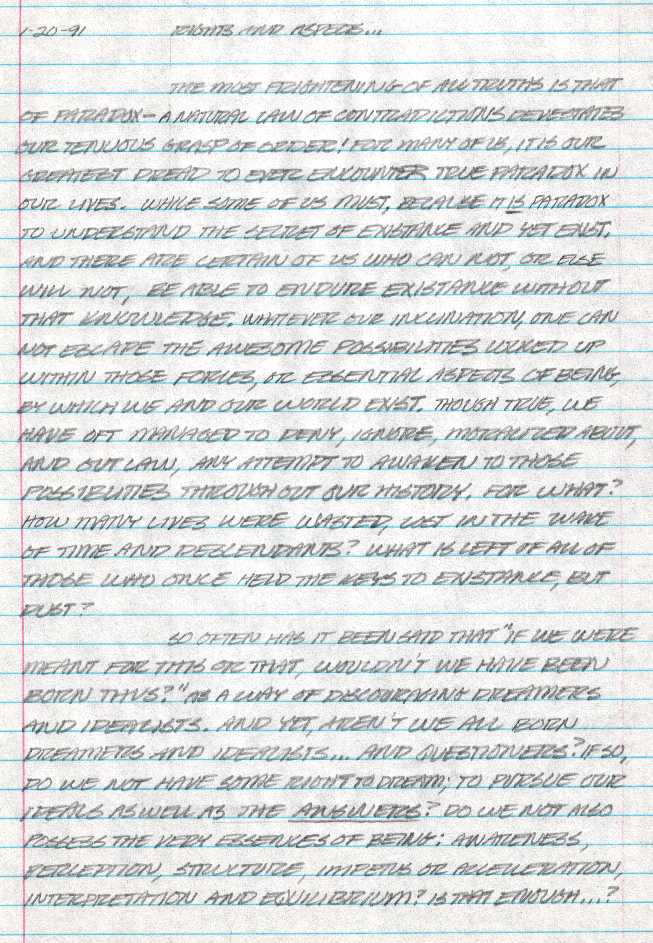 1-20-91 RIGHTS AND ASPECTS...
THE MOST FRIGHTENING OF ALL TRUTHS IS THAT
OF PARADOX- A NATURAL LAW OF CONTRADICTIONS DEVESTATES
OUR TENUOUS GRASP OF ORDER! FOR MANY OF US, IT IS OUR
GREATEST DREAD TO EVER ENCOUNTER TRUE PARADOX IN
OUR LIVES. WHILE SOME OF US MUST, BECAUSE IT IS PARADOX
TO UNDERSTAND THE SECRET OF EXISTANCE AND YET EXIST.
AND THERE ARE CERTAIN OF US WHO CAN NOT, OR ELSE
WILL NOT, BE ABLE TO ENDURE EXISTANCE WITHOUT
THAT KNOWLEDGE. WHATEVER OUR INCLINATION, ONE CAN
NOT ESCAPE THE AWESOME POSSIBILITIES LOCKED UP
WITHIN THOSE FORCES, OR ESSENTIAL ASPECTS OF BEING,
BY WHICH WE AND OUR WORLD EXIST. THOUGH TRUE, WE
HAVE OFT MANAGED TO DENY, IGNORE, MORALIZED ABOUT,
AND OUTLAW, ANY ATTEMPT TO AWAKEN TO THOSE
POSSIBILITIES THROUGHOUT OUR HISTORY. FOR WHAT?
HOW MANY LIVES WERE WASTED, LOST IN THE WAKE
OF TIME AND DESCENDANTS? WHAT IS LEFT OF ALL OF
THOSE WHO ONCE HELD THE KEYS TO EXISTANCE, BUT
DUST?
SO OFTEN HAS IT BEEN SAID THAT "IF WE WERE
MEANT FOR THIS OR THAT, WOULDN'T WE HAVE BEEN
BORN THUS?" AS A WAY OF DISCOURAGING DREAMERS
AND IDEALISTS. AND YET, AREN'T WE ALL BORN
DREAMERS AND IDEALISTS... AND QUESTIONERS? IF SO,
DO WE NOT HAVE SOME RIGHT TO DREAM; TO PURSUE OUR
IDEALS AS WELL AS THE ANSWERS? DO WE NOT ALSO
POSSESS THE VERY ESSENCES OF BEING: AWARENESS,
PERCEPTION, STRUCTURE, IMPETUS OR ACCELLERATION,
INTERPRETATION AND EQUILIBRIUM? IS THAT ENOUGH...?